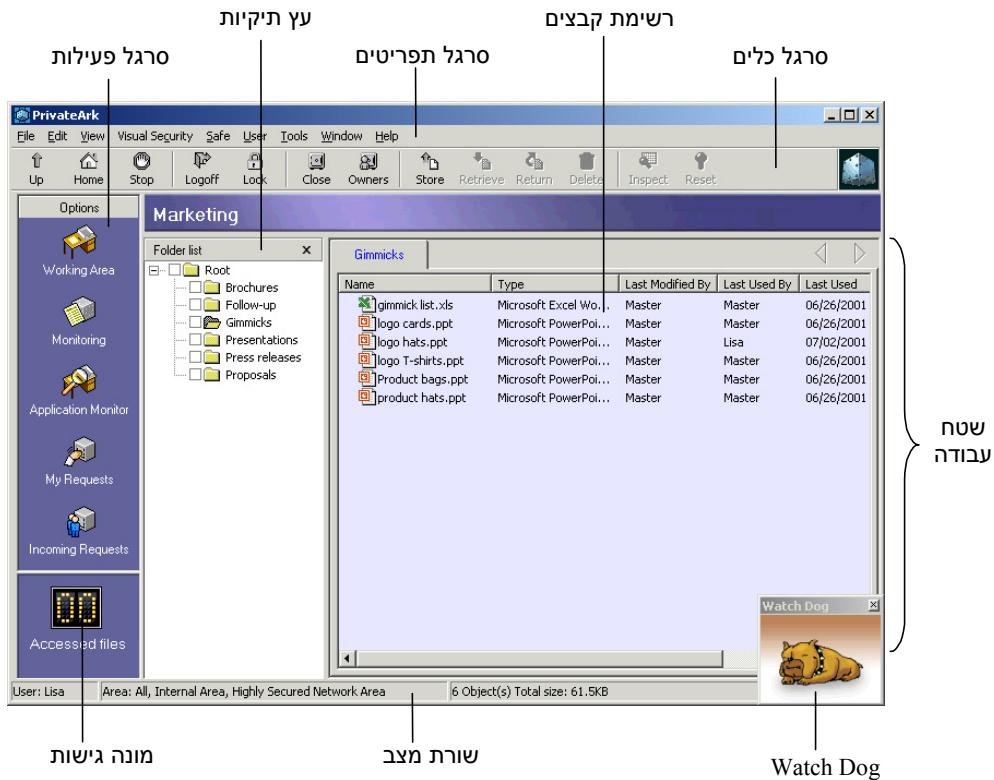 עץ תיקיות
רשימת קבצים
סרגל פעילות
סרגל תפריטים
סרגל כלים
PrivateArk
File Edit View Visual Security Safe User Tools Window Help
Up Home Stop Logoff Lock Close Owners Store Retrieve Return Delete Inspect Reset
Options
Marketing
Working Area
Monitoring
Application Monitor
My Requests
Incoming Requests
00
Accessed files
Folder list x
Root
Brochures
Follow-up
Gimmicks
Presentations
Press releases
Proposals
Gimmicks
Name Type Last Modified By Last Used By Last Used
gimmick list.xls Microsoft Excel Wo... Master Master 06/26/2001
logo cards.ppt Microsoft PowerPoi... Master Master 06/26/2001
logo hats.ppt Microsoft PowerPoi... Master Lisa 07/02/2001
logo T-shirts.ppt Microsoft PowerPoi... Master Master 06/26/2001
Product bags.ppt Microsoft PowerPoi... Master Master 06/26/2001
product hats.ppt Microsoft PowerPoi... Master Master 06/26/2001
שטח
עבודה
Watch Dog
User: Lisa Area: All, Internal Area, Highly Secured Network Area 6 Object(s) Total size: 61.5KB
מונה גישות
שורת מצב
Watch Dog